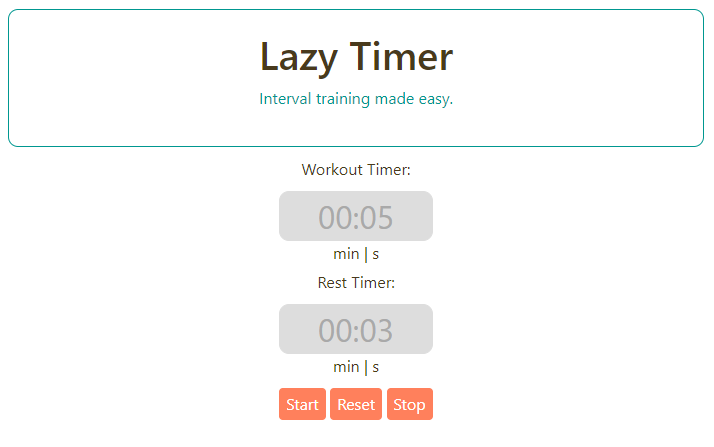 Lazy Timer
Interval training made easy.
Workout Timer:
00:05
min | s
Rest Timer:
00:03
min | s
Start Reset Stop